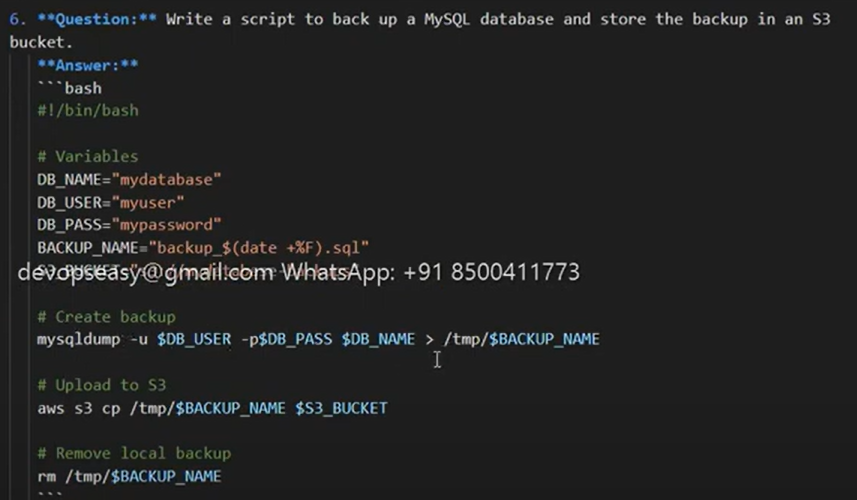 6. **Question:** Write a script to back up a MySQL database and store the backup in an S3
bucket.
**Answer:**
```bash
#!/bin/bash
# Variables
DB_NAME="mydatabase"
DB_USER="myuser"
DB_PASS="mypassword"
BACKUP_NAME="backup_$(date +%F).sql"
devopseasy@gmail.com WhatsApp: +91 8500411773
# Create backup
mysqldump -u $DB_USER -p$DB_PASS $DB_NAME > /tmp/$BACKUP_NAME
# Upload to S3
aws s3 cp /tmp/$BACKUP_NAME $S3_BUCKET
# Remove local backup
rm /tmp/$BACKUP_NAME
```